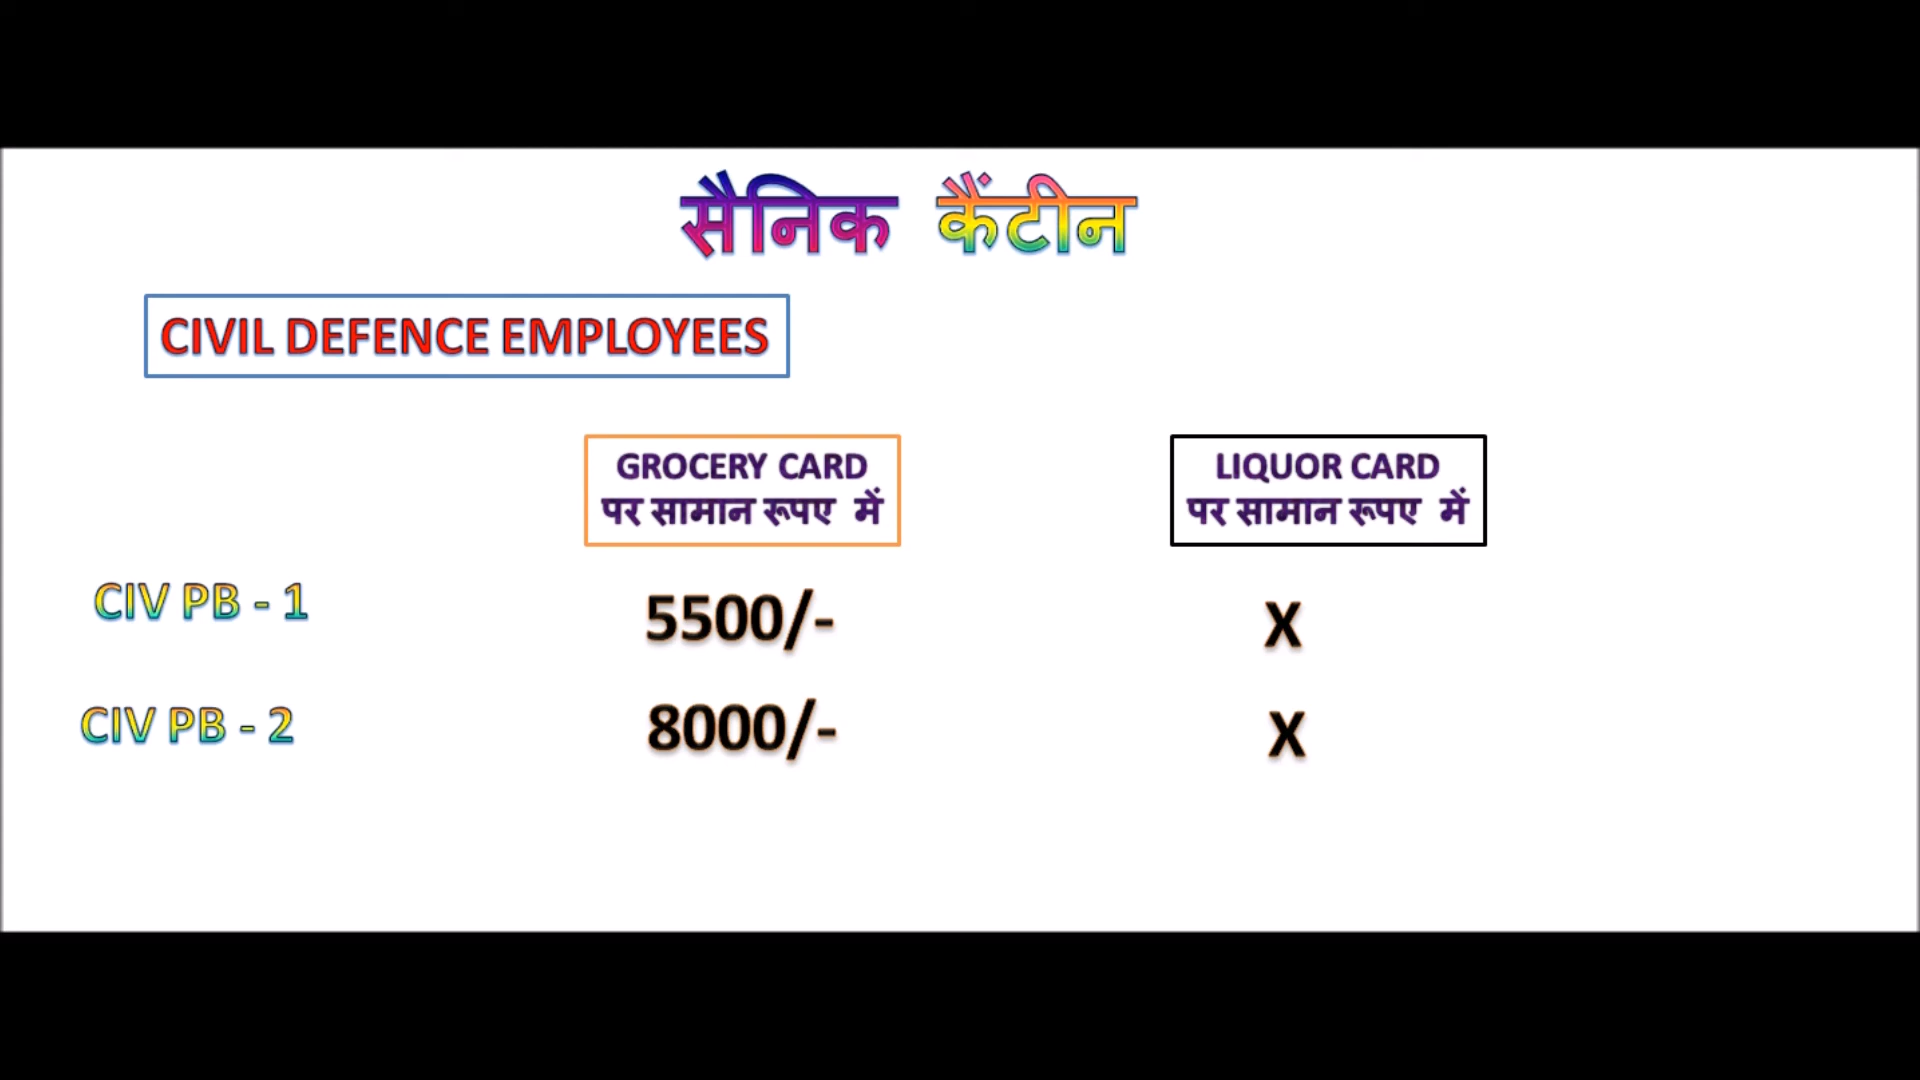 सैनिक कैंटीन
CIVIL DEFENCE EMPLOYEES
GROCERY CARD
पर सामान रूपए में
LIQUOR CARD
पर सामान रूपए में
CIV PB - 1
5500/-
X
CIV PB - 2
8000/-
X